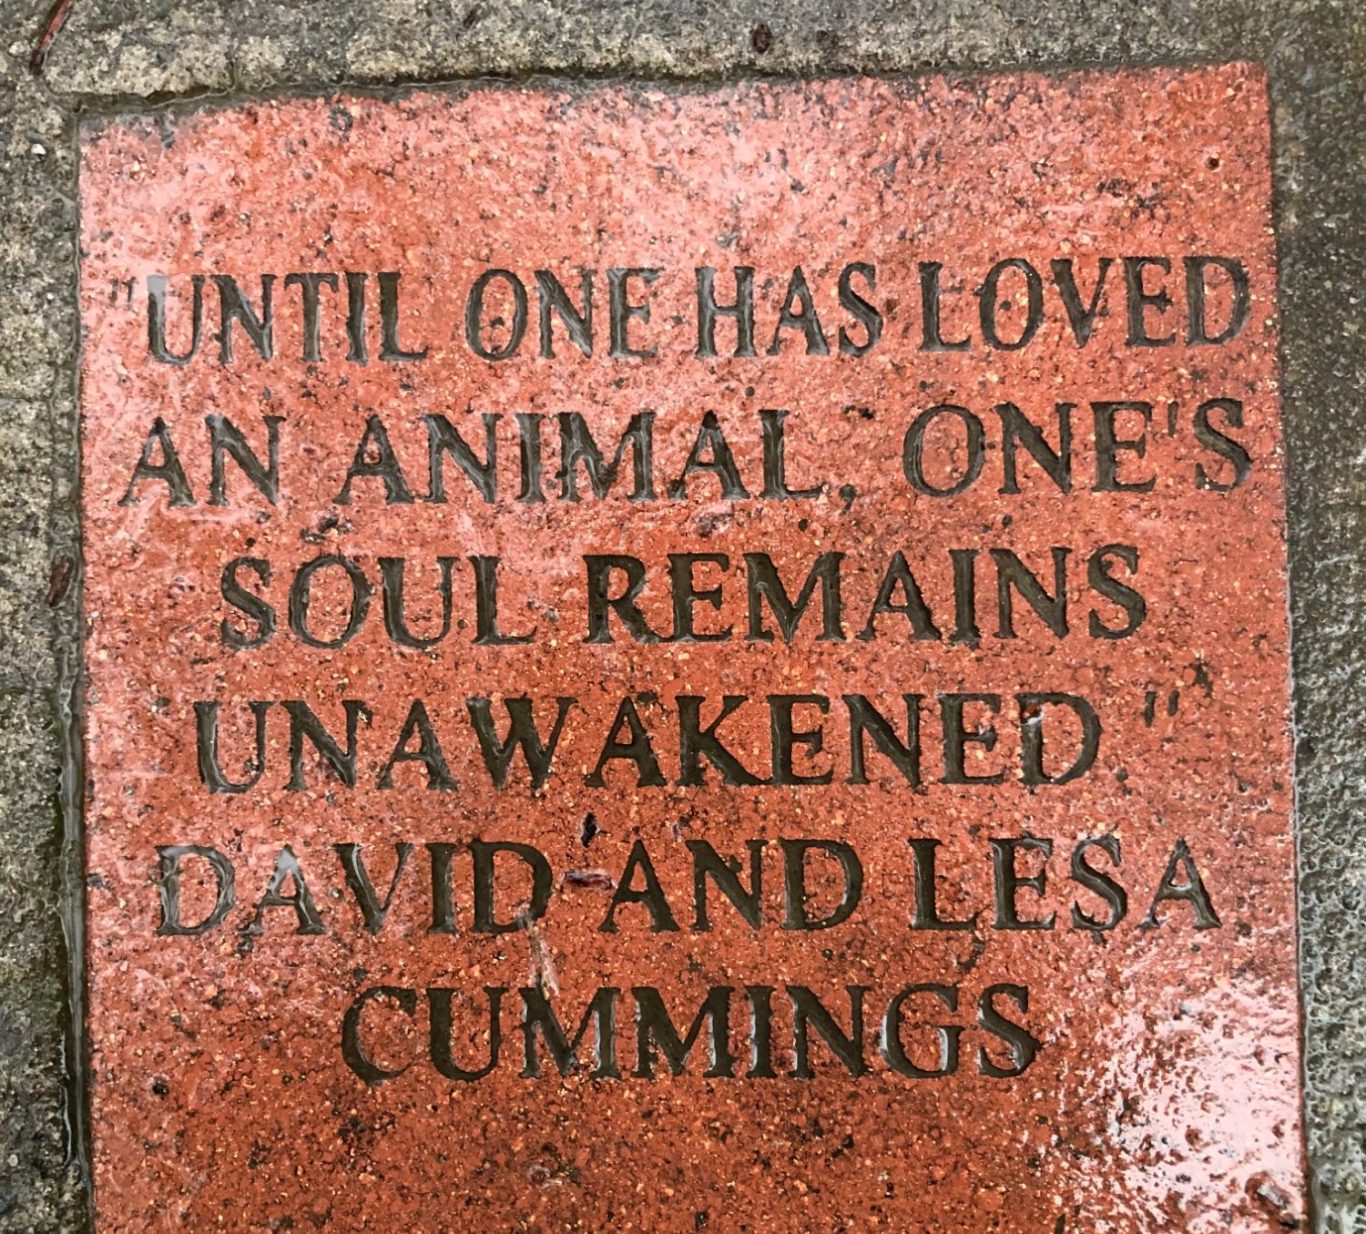 "UNTIL ONE HAS LOVED
AN ANIMAL, ONE'S
SOUL REMAINS
UNAWAKENED"
DAVID AND LESA
CUMMINGS